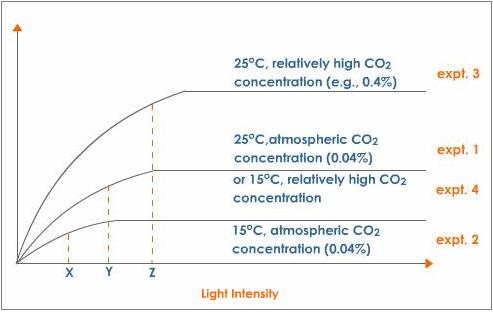 25°C, relatively high CO2
concentration (e.g., 0.4%)
expt. 3
25°C,atmospheric CO2
concentration (0.04%)
expt. 1
or 15°C, relatively high CO2
concentration
expt. 4
15°C, atmospheric CO2
concentration (0.04%)
expt. 2
X Y Z
Light Intensity